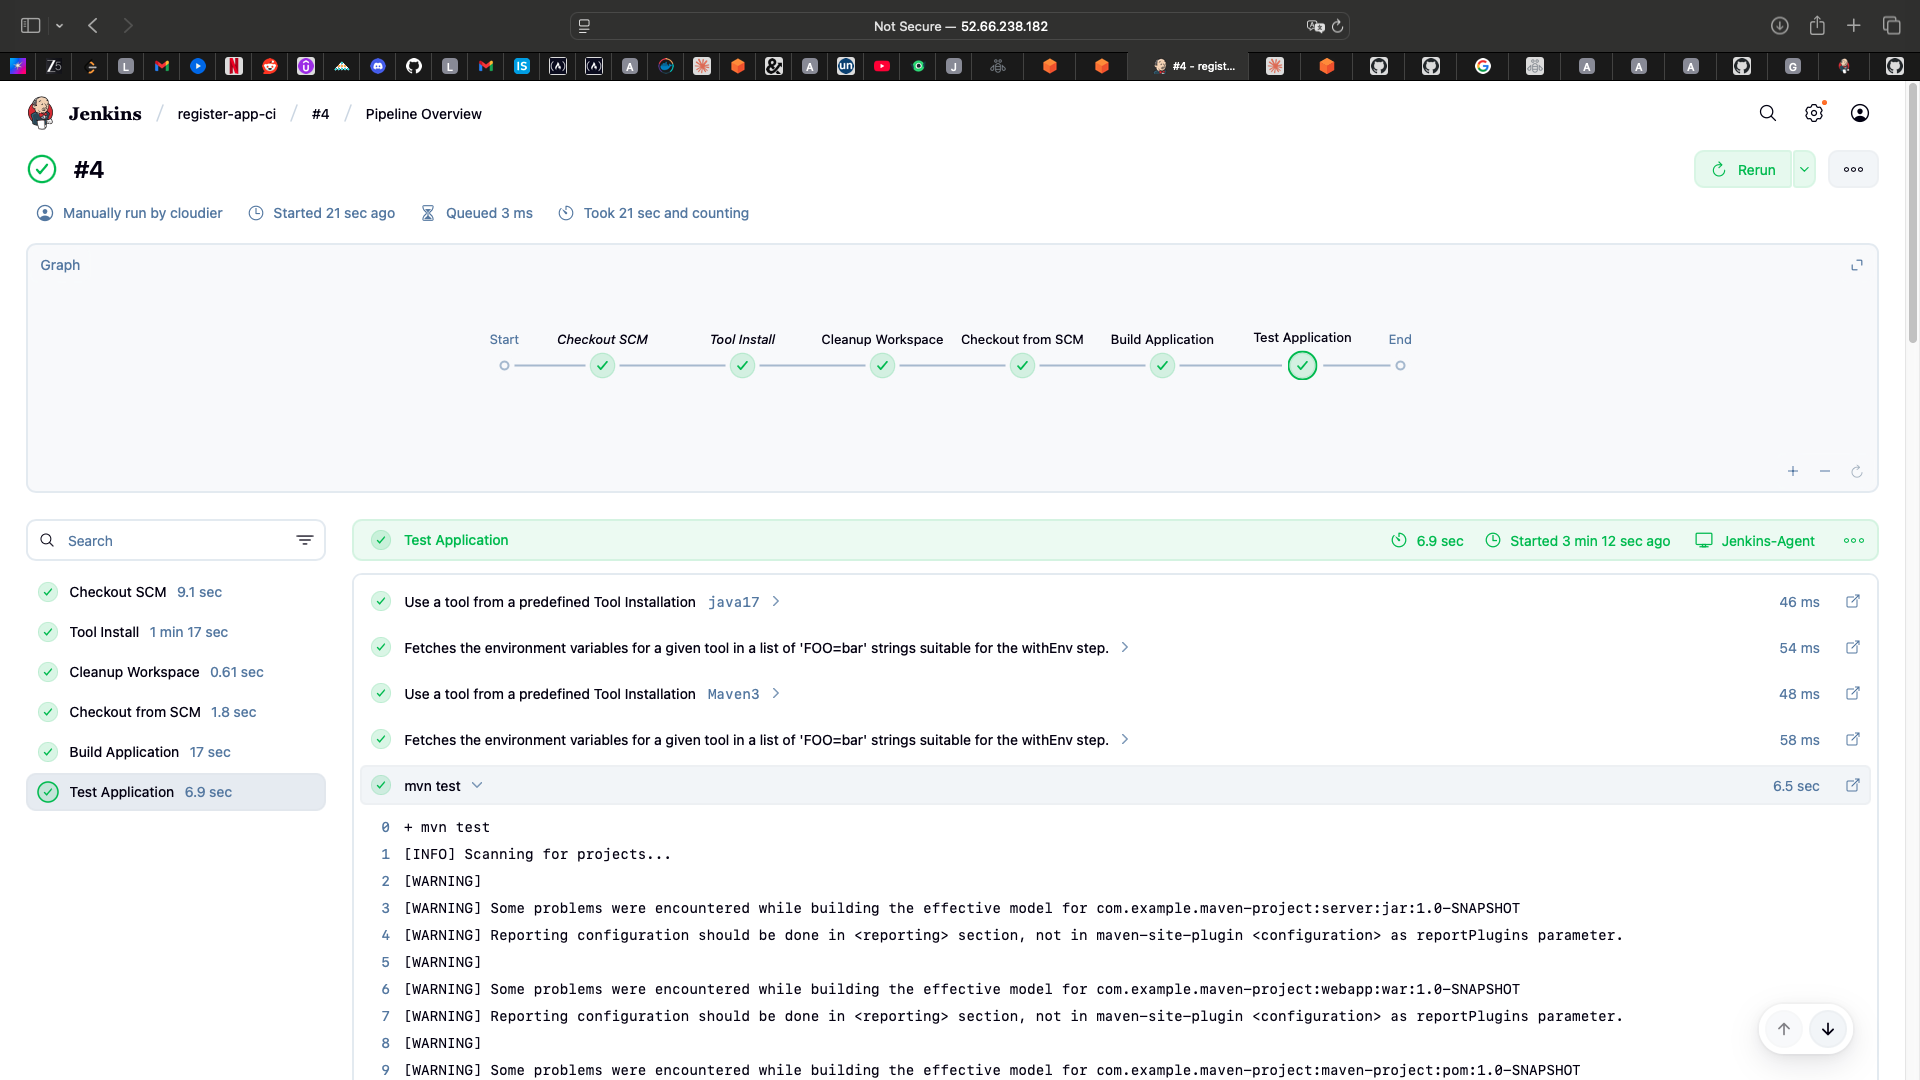 Not Secure — 52.66.238.182
#4 - regist...
Jenkins / register-app-ci / #4 / Pipeline Overview
#4
Rerun
Manually run by cloudier
Started 21 sec ago
Queued 3 ms
Took 21 sec and counting
Graph
Start
Checkout SCM
Tool Install
Cleanup Workspace
Checkout from SCM
Build Application
Test Application
End
Search
Checkout SCM 9.1 sec
Tool Install 1 min 17 sec
Cleanup Workspace 0.61 sec
Checkout from SCM 1.8 sec
Build Application 17 sec
Test Application 6.9 sec
Test Application 6.9 sec Started 3 min 12 sec ago Jenkins-Agent
Use a tool from a predefined Tool Installation java17 46 ms
Fetches the environment variables for a given tool in a list of 'FOO=bar' strings suitable for the withEnv step. 54 ms
Use a tool from a predefined Tool Installation Maven3 48 ms
Fetches the environment variables for a given tool in a list of 'FOO=bar' strings suitable for the withEnv step. 58 ms
mvn test 6.5 sec
0 + mvn test
1 [INFO] Scanning for projects...
2 [WARNING]
3 [WARNING] Some problems were encountered while building the effective model for com.example.maven-project:server:jar:1.0-SNAPSHOT
4 [WARNING] Reporting configuration should be done in <reporting> section, not in maven-site-plugin <configuration> as reportPlugins parameter.
5 [WARNING]
6 [WARNING] Some problems were encountered while building the effective model for com.example.maven-project:webapp:war:1.0-SNAPSHOT
7 [WARNING] Reporting configuration should be done in <reporting> section, not in maven-site-plugin <configuration> as reportPlugins parameter.
8 [WARNING]
9 [WARNING] Some problems were encountered while building the effective model for com.example.maven-project:maven-project:pom:1.0-SNAPSHOT